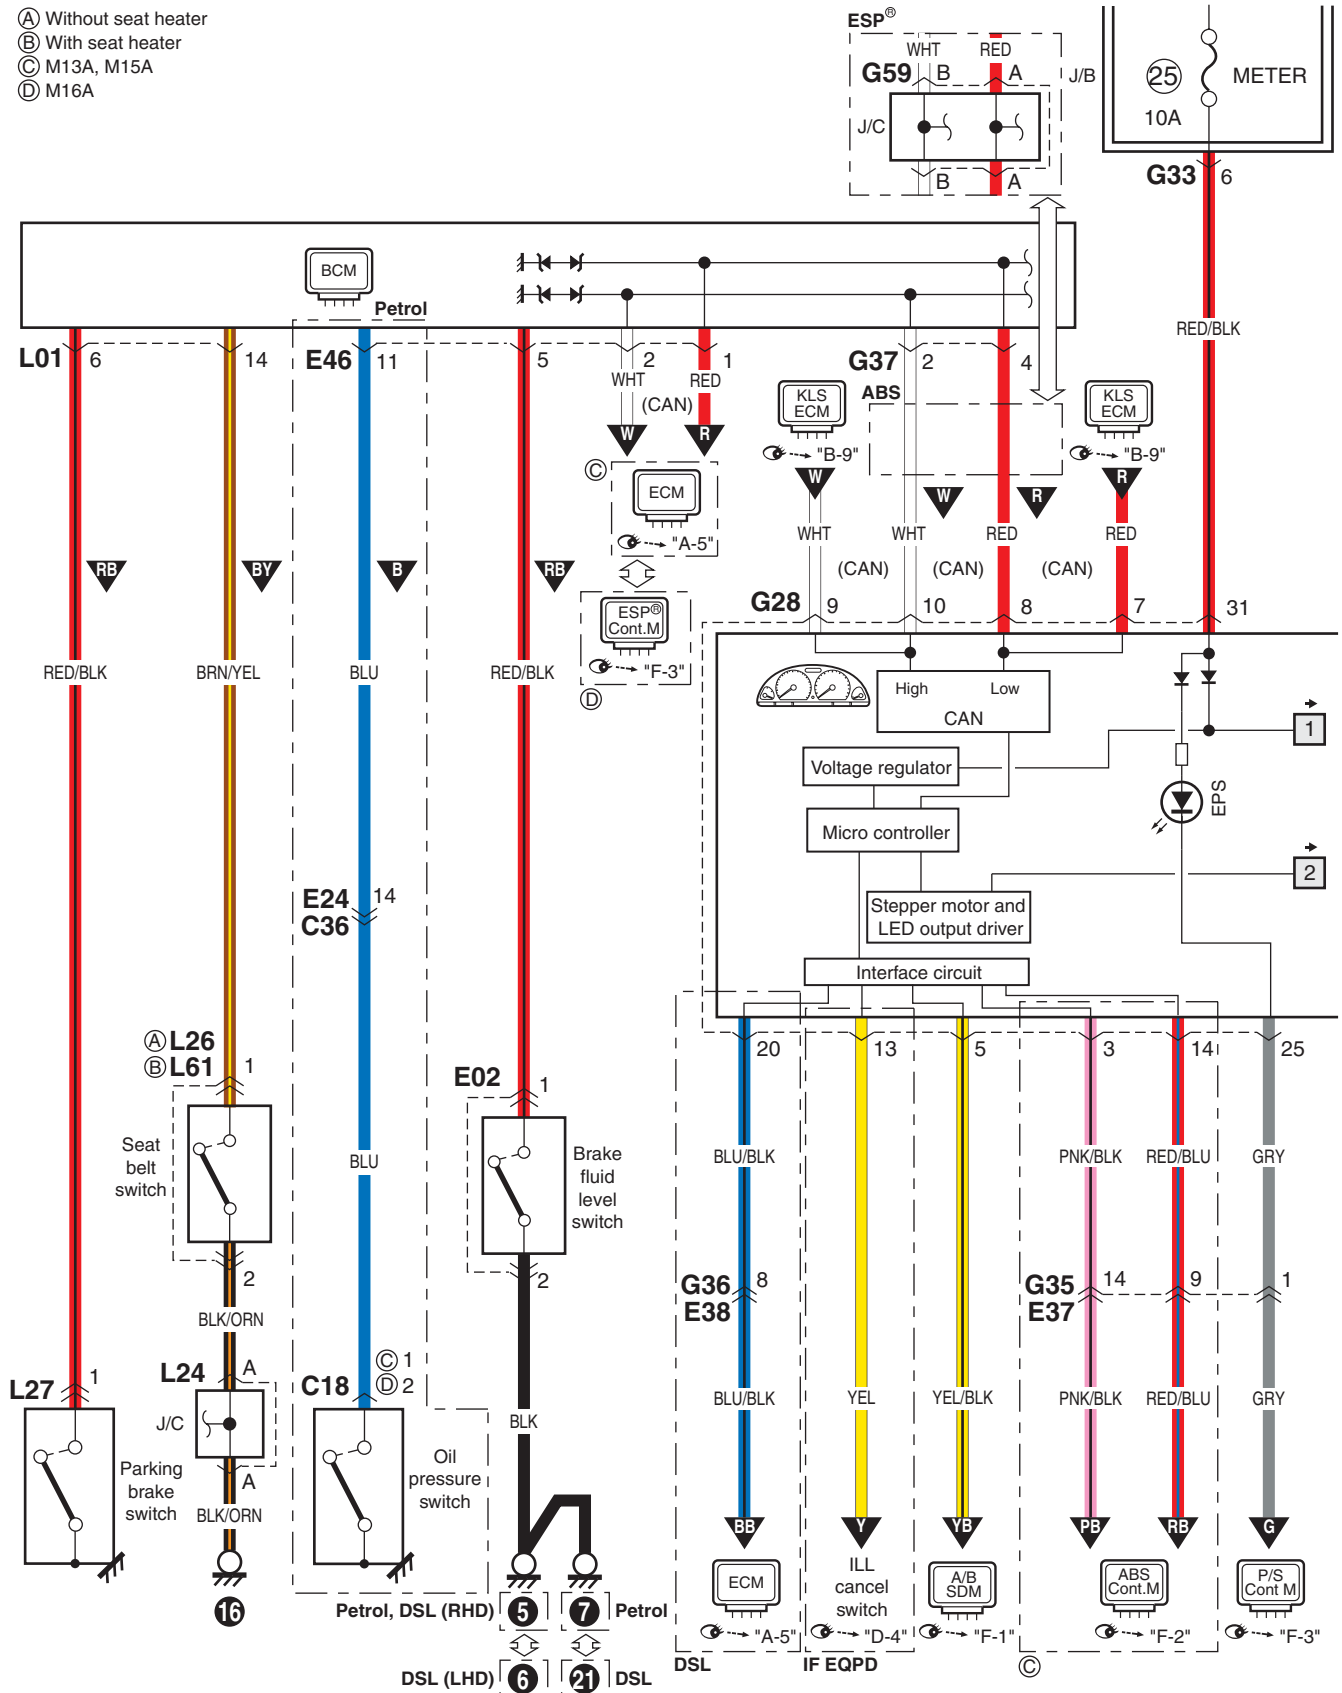 A Without seat heater
B With seat heater
C M13A, M15A
D M16A
ESP®
WHT RED
G59 B A
J/C
B A
J/B
25 METER
10A
G33 6
BCM
Petrol
RED/BLK
L01 6 14 E46 11 5 2 1 G37 2 4
WHT RED
(CAN)
ABS
KLS ECM
"B-9"
KLS ECM
"B-9"
W R
C
ECM
"A-5"
W W R R
WHT WHT RED RED
(CAN) (CAN) (CAN)
RB BY B RB
ESP® Cont.M
"F-3"
D
G28 9 10 8 7 31
RED/BLK BRN/YEL BLU RED/BLK
High Low
CAN
1
Voltage regulator
EPS
Micro controller
2
E24 14
C36
Stepper motor and
LED output driver
Interface circuit
A L26
B L61 1
E02 1
20 13 5 3 14 25
Seat
belt
switch
BLU
Brake
fluid
level
switch
BLU/BLK PNK/BLK RED/BLU GRY
2 2
G36 8
E38
G35 14 9 1
E37
BLK/ORN
L27 1
L24 A
C18 C 1
D 2
J/C
A
BLK
BLU/BLK YEL YEL/BLK PNK/BLK RED/BLU GRY
Parking
brake
switch
Oil
pressure
switch
BLK/ORN
16
BB Y YB PB RB G
ECM
"A-5"
DSL
ILL
cancel
switch
"D-4"
IF EQPD
A/B SDM
"F-1"
ABS Cont.M
"F-2"
C
P/S Cont M
"F-3"
Petrol, DSL (RHD) 5 7 Petrol
DSL (LHD) 6 21 DSL